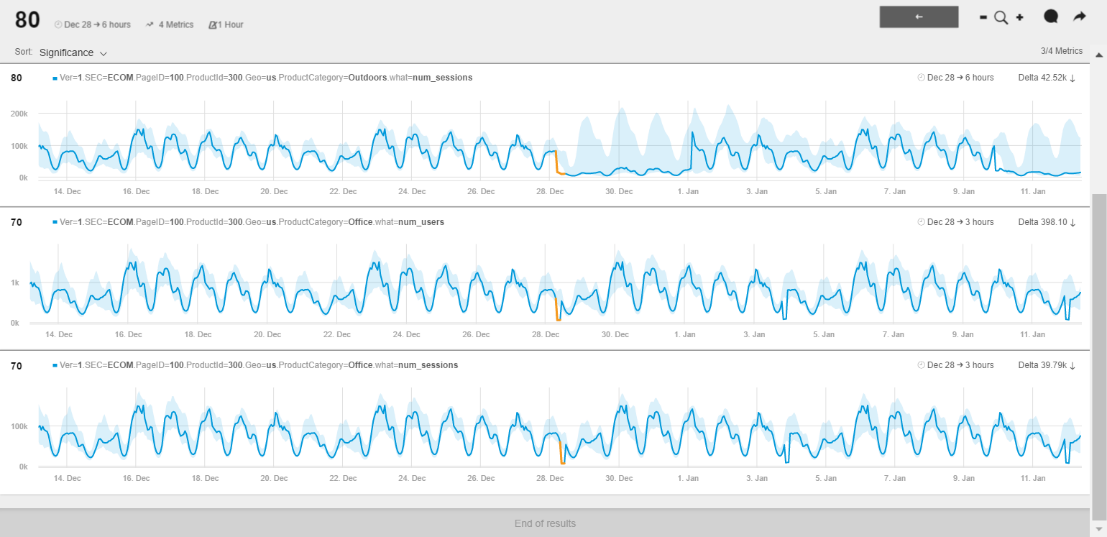 80 Dec 28 → 6 hours 4 Metrics 1 Hour
Sort: Significance 3/4 Metrics
80 Ver=1.SEC=ECOM.PageID=100.ProductId=300.Geo=us.ProductCategory=Outdoors.what=num_sessions Dec 28 → 6 hours Delta 42.52k ↓
200k
100k
0k
14. Dec 16. Dec 18. Dec 20. Dec 22. Dec 24. Dec 26. Dec 28. Dec 30. Dec 1. Jan 3. Jan 5. Jan 7. Jan 9. Jan 11. Jan
70 Ver=1.SEC=ECOM.PageID=100.ProductId=300.Geo=us.ProductCategory=Office.what=num_users Dec 28 → 3 hours Delta 398.10 ↓
1k
0k
14. Dec 16. Dec 18. Dec 20. Dec 22. Dec 24. Dec 26. Dec 28. Dec 30. Dec 1. Jan 3. Jan 5. Jan 7. Jan 9. Jan 11. Jan
70 Ver=1.SEC=ECOM.PageID=100.ProductId=300.Geo=us.ProductCategory=Office.what=num_sessions Dec 28 → 3 hours Delta 39.79k ↓
100k
0k
14. Dec 16. Dec 18. Dec 20. Dec 22. Dec 24. Dec 26. Dec 28. Dec 30. Dec 1. Jan 3. Jan 5. Jan 7. Jan 9. Jan 11. Jan
End of results